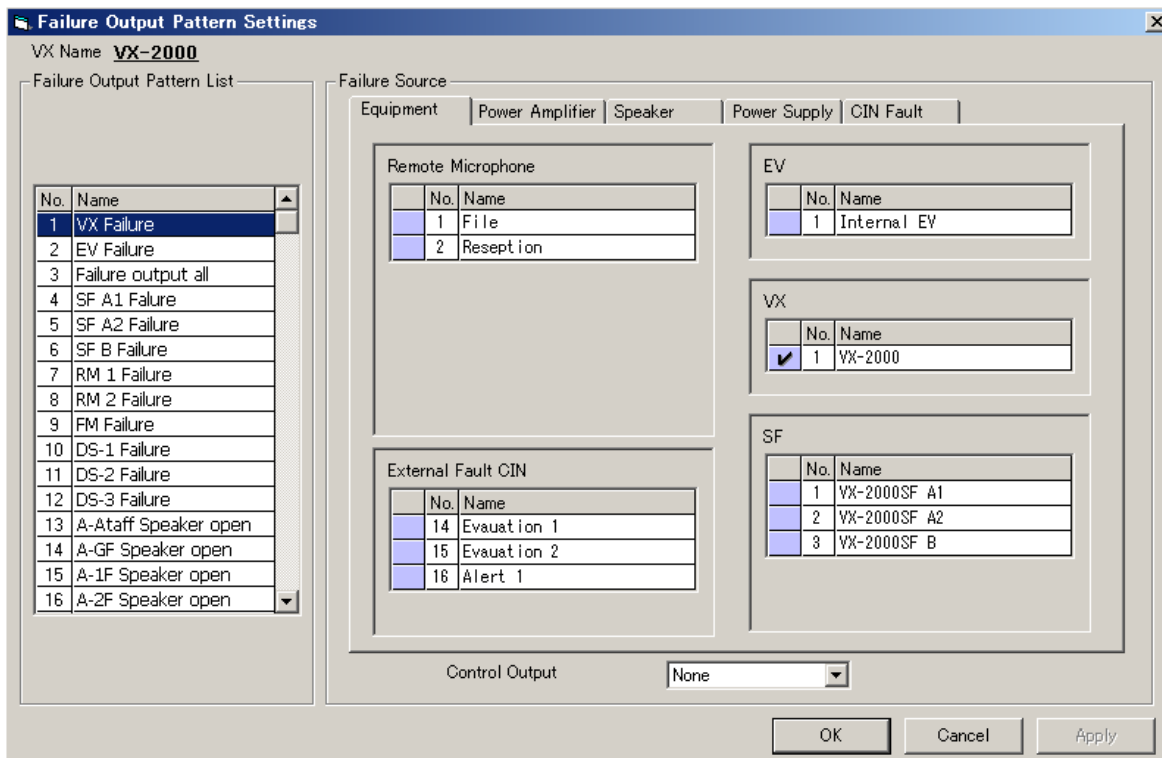 Failure Output Pattern Settings
VX Name VX-2000
Failure Output Pattern List
No. Name
1 VX Failure
2 EV Failure
3 Failure output all
4 SF A1 Falure
5 SF A2 Failure
6 SF B Failure
7 RM 1 Failure
8 RM 2 Failure
9 FM Failure
10 DS-1 Failure
11 DS-2 Failure
12 DS-3 Failure
13 A-Ataff Speaker open
14 A-GF Speaker open
15 A-1F Speaker open
16 A-2F Speaker open
Failure Source
Equipment Power Amplifier Speaker Power Supply CIN Fault
Remote Microphone
No. Name
1 File
2 Reseption
External Fault CIN
No. Name
14 Evauation 1
15 Evauation 2
16 Alert 1
EV
No. Name
1 Internal EV
VX
No. Name
✔ 1 VX-2000
SF
No. Name
1 VX-2000SF A1
2 VX-2000SF A2
3 VX-2000SF B
Control Output None
OK Cancel Apply